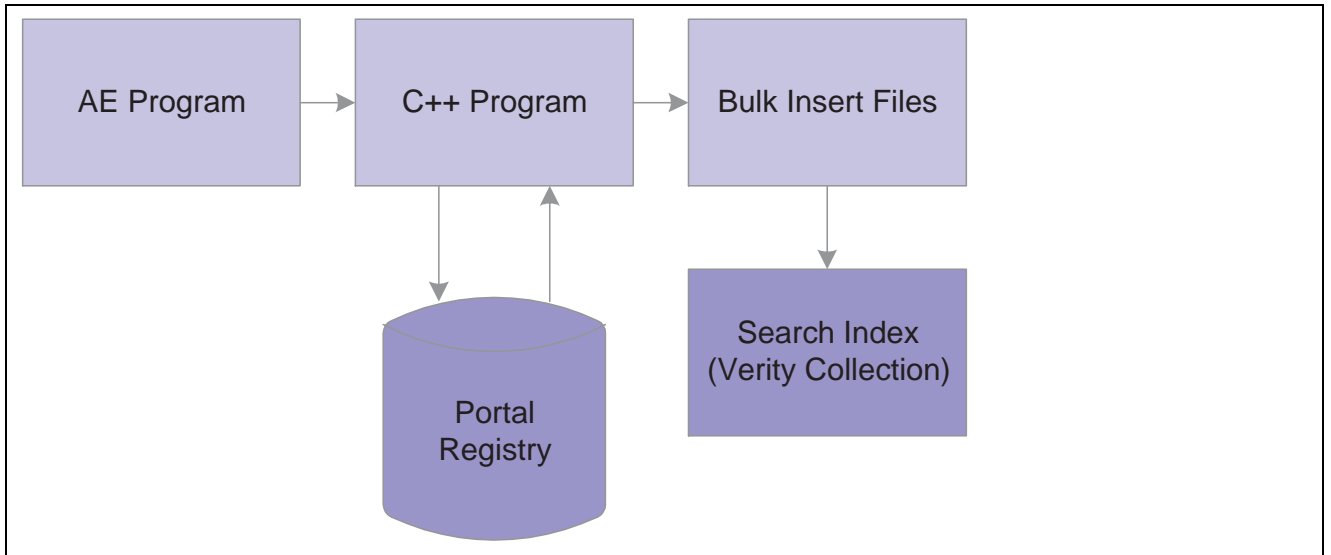 AE Program
C++ Program
Bulk Insert Files
Search Index
(Verity Collection)
Portal
Registry